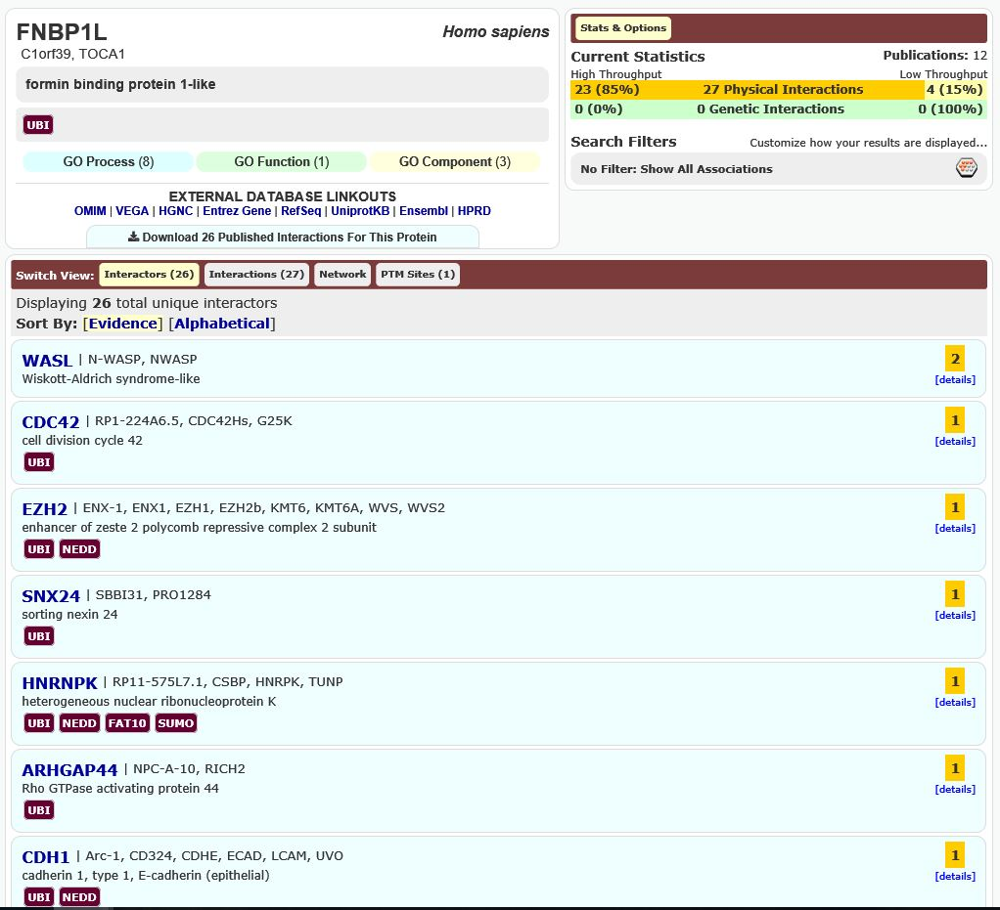 FNBP1L
Homo sapiens
C1orf39, TOCA1
formin binding protein 1-like
UBI
GO Process (8) GO Function (1) GO Component (3)
EXTERNAL DATABASE LINKOUTS
OMIM | VEGA | HGNC | Entrez Gene | RefSeq | UniprotKB | Ensembl | HPRD
Download 26 Published Interactions For This Protein
Stats & Options
Current Statistics Publications: 12
High Throughput Low Throughput
23 (85%) 27 Physical Interactions 4 (15%)
0 (0%) 0 Genetic Interactions 0 (100%)
Search Filters Customize how your results are displayed...
No Filter: Show All Associations
Switch View: Interactors (26) Interactions (27) Network PTM Sites (1)
Displaying 26 total unique interactors
Sort By: [Evidence] [Alphabetical]
WASL | N-WASP, NWASP 2
Wiskott-Aldrich syndrome-like [details]
CDC42 | RP1-224A6.5, CDC42Hs, G25K 1
cell division cycle 42 [details]
UBI
EZH2 | ENX-1, ENX1, EZH1, EZH2b, KMT6, KMT6A, WVS, WVS2 1
enhancer of zeste 2 polycomb repressive complex 2 subunit [details]
UBI NEDD
SNX24 | SBBI31, PRO1284 1
sorting nexin 24 [details]
UBI
HNRNPK | RP11-575L7.1, CSBP, HNRPK, TUNP 1
heterogeneous nuclear ribonucleoprotein K [details]
UBI NEDD FAT10 SUMO
ARHGAP44 | NPC-A-10, RICH2 1
Rho GTPase activating protein 44 [details]
UBI
CDH1 | Arc-1, CD324, CDHE, ECAD, LCAM, UVO 1
cadherin 1, type 1, E-cadherin (epithelial) [details]
UBI NEDD